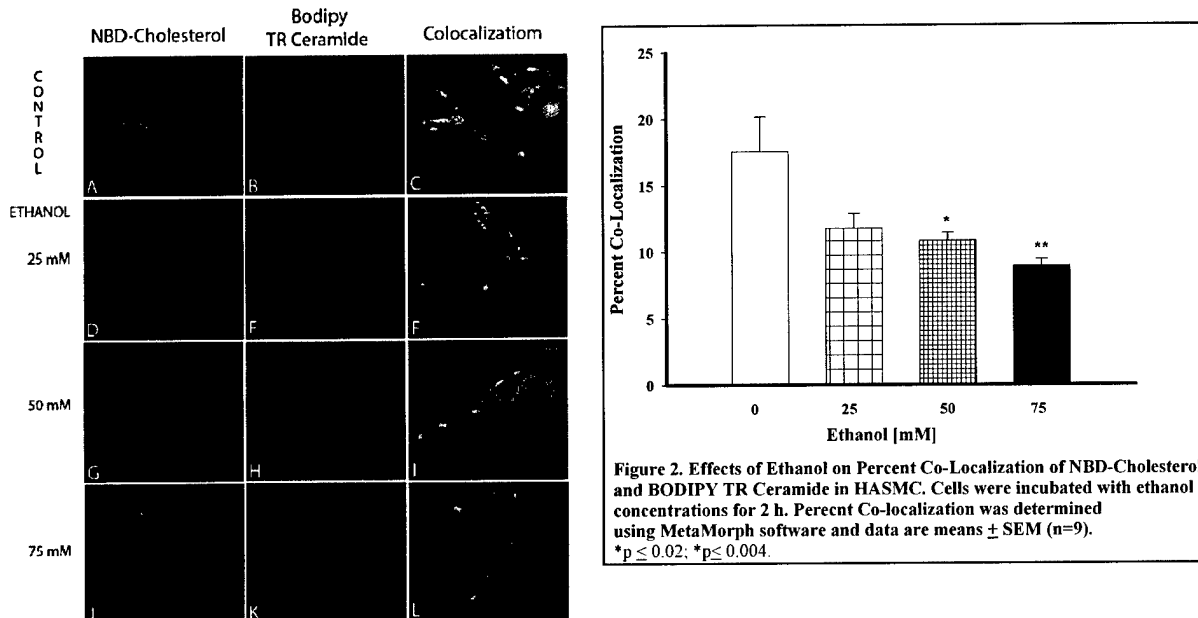 NBD-Cholesterol
Bodipy
TR Ceramide
Colocalizatiom
CONTROL
A
B
C
ETHANOL
25 mM
D
E
F
50 mM
G
H
I
75 mM
J
K
L
25
20
15
10
5
0
Percent Co-Localization
*
**
0 25 50 75
Ethanol [mM]
Figure 2. Effects of Ethanol on Percent Co-Localization of NBD-Cholesterol
and BODIPY TR Ceramide in HASMC. Cells were incubated with ethanol
concentrations for 2 h. Perecnt Co-localization was determined
using MetaMorph software and data are means ± SEM (n=9).
*p ≤ 0.02; *p≤ 0.004.